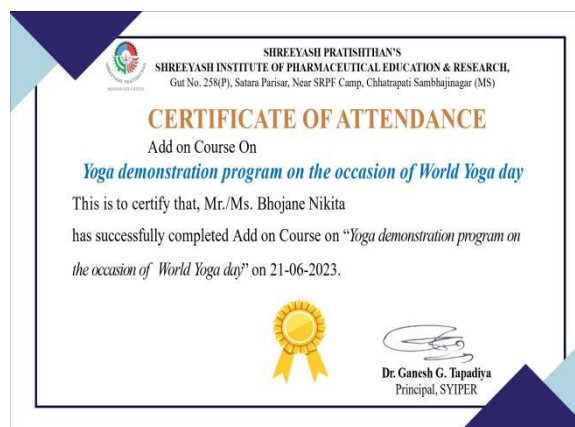 SHREEYASH PRATISHTHAN'S
SHREEYASH INSTITUTE OF PHARMACEUTICAL EDUCATION & RESEARCH,
Gut No. 258(P), Satara Parisar, Near SRPF Camp, Chhatrapati Sambhajinagar (MS)
CERTIFICATE OF ATTENDANCE
Add on Course On
Yoga demonstration program on the occasion of World Yoga day
This is to certify that, Mr./Ms. Bhojane Nikita
has successfully completed Add on Course on “Yoga demonstration program on
the occasion of World Yoga day” on 21-06-2023.
Dr. Ganesh G. Tapadiya
Principal, SYIPER